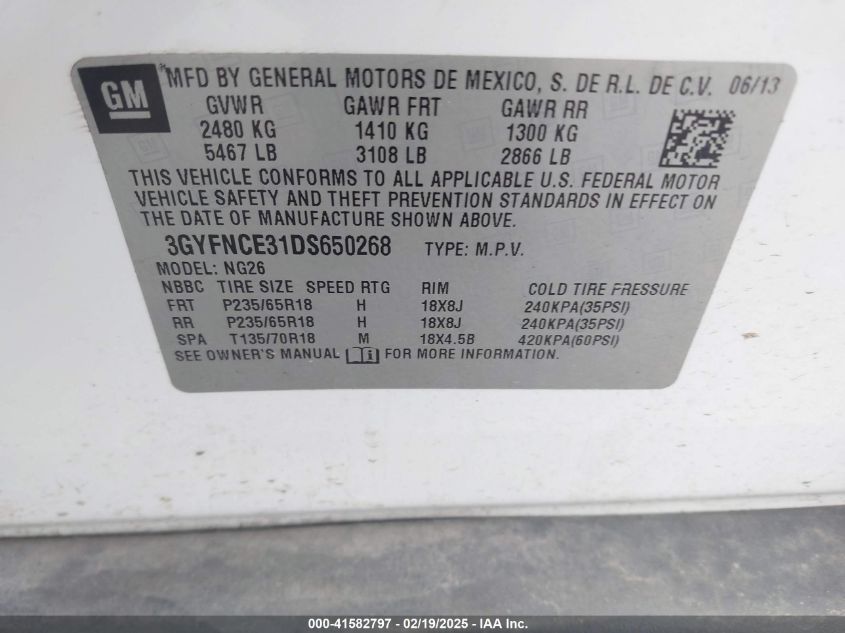 GM
MFD BY GENERAL MOTORS DE MEXICO, S. DE R.L. DE C.V. 06/13
GVWR GAWR FRT GAWR RR
2480 KG 1410 KG 1300 KG
5467 LB 3108 LB 2866 LB
THIS VEHICLE CONFORMS TO ALL APPLICABLE U.S. FEDERAL MOTOR
VEHICLE SAFETY AND THEFT PREVENTION STANDARDS IN EFFECT ON
THE DATE OF MANUFACTURE SHOWN ABOVE.
3GYFNCE31DS650268 TYPE: M.P.V.
MODEL: NG26
NBBC TIRE SIZE SPEED RTG RIM COLD TIRE PRESSURE
FRT P235/65R18 H 18X8J 240KPA(35PSI)
RR P235/65R18 H 18X8J 240KPA(35PSI)
SPA T135/70R18 M 18X4.5B 420KPA(60PSI)
SEE OWNER'S MANUAL FOR MORE INFORMATION.
000-41582797 - 02/19/2025 - IAA Inc.